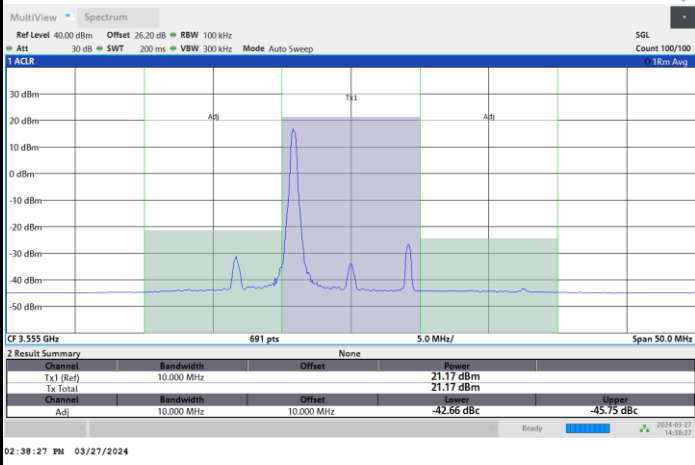 MultiView Spectrum
Ref Level 40.00 dBm Offset 26.20 dB RBW 100 kHz SGL
Att 30 dB SWT 200 ms VBW 300 kHz Mode Auto Sweep Count 100/100
1 ACLR 1Rm Avg
30 dBm
Tx1
20 dBm
Adj Adj
10 dBm
0 dBm
-10 dBm
-20 dBm
-30 dBm
-40 dBm
-50 dBm
CF 3.555 GHz 691 pts 5.0 MHz/ Span 50.0 MHz
2 Result Summary None
Channel Bandwidth Offset Power
Tx1 (Ref) 10.000 MHz 21.17 dBm
Tx Total 21.17 dBm
Channel Bandwidth Offset Lower Upper
Adj 10.000 MHz 10.000 MHz -42.66 dBc -45.75 dBc
Ready 2024-03-27
14:38:27
02:38:27 PM 03/27/2024